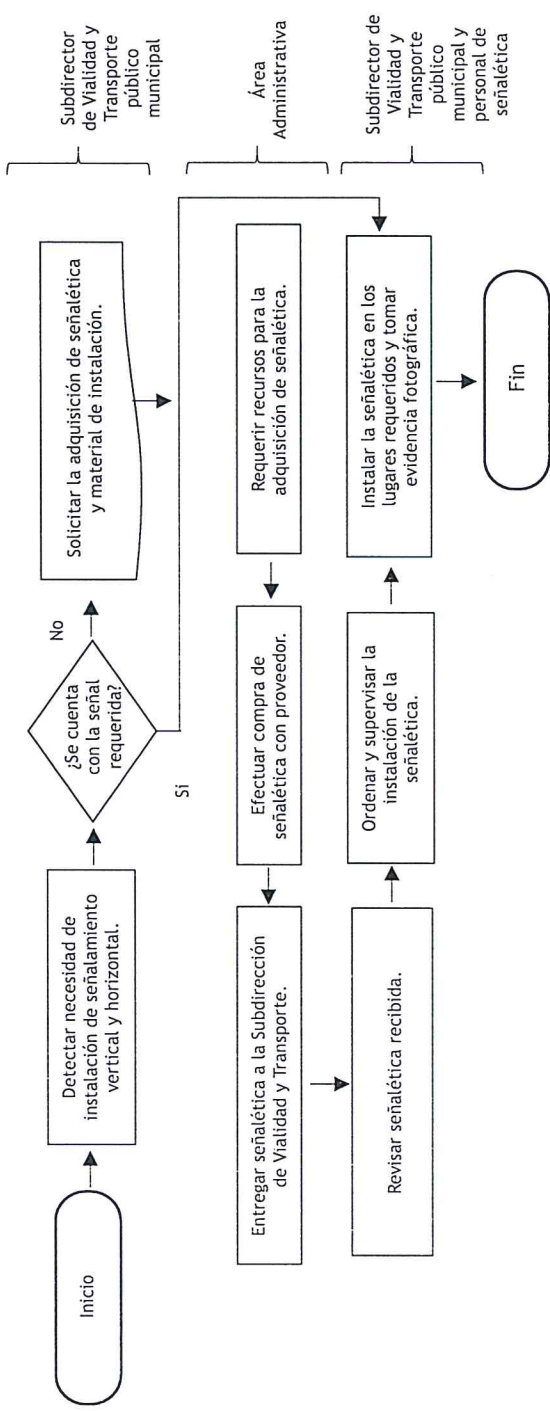 Inicio
Detectar necesidad de
instalación de señalamiento
vertical y horizontal.
¿Se cuenta
con la señal
requerida?
No
Si
Solicitar la adquisición de señalética
y material de instalación.
Subdirector
de Vialidad y
Transporte
público
municipal
Requerir recursos para la
adquisición de señalética.
Efectuar compra de
señalética con proveedor.
Entregar señalética a la Subdirección
de Vialidad y Transporte.
Área
Administrativa
Revisar señalética recibida.
Ordenar y supervisar la
instalación de la
señalética.
Instalar la señalética en los
lugares requeridos y tomar
evidencia fotográfica.
Subdirector de
Vialidad y
Transporte
público
municipal y
personal de
señalética
Fin